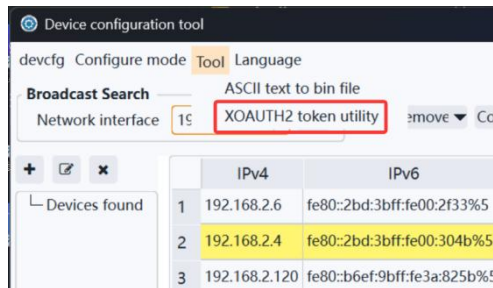 Device configuration tool
devcfg Configure mode Tool Language
ASCII text to bin file
XOAUTH2 token utility
Broadcast Search
Network interface 19
IPv4 IPv6
Devices found
1 192.168.2.6 fe80::2bd:3bff:fe00:2f33%5
2 192.168.2.4 fe80::2bd:3bff:fe00:304b%5
3 192.168.2.120 fe80::b6ef:9bff:fe3a:825b%5